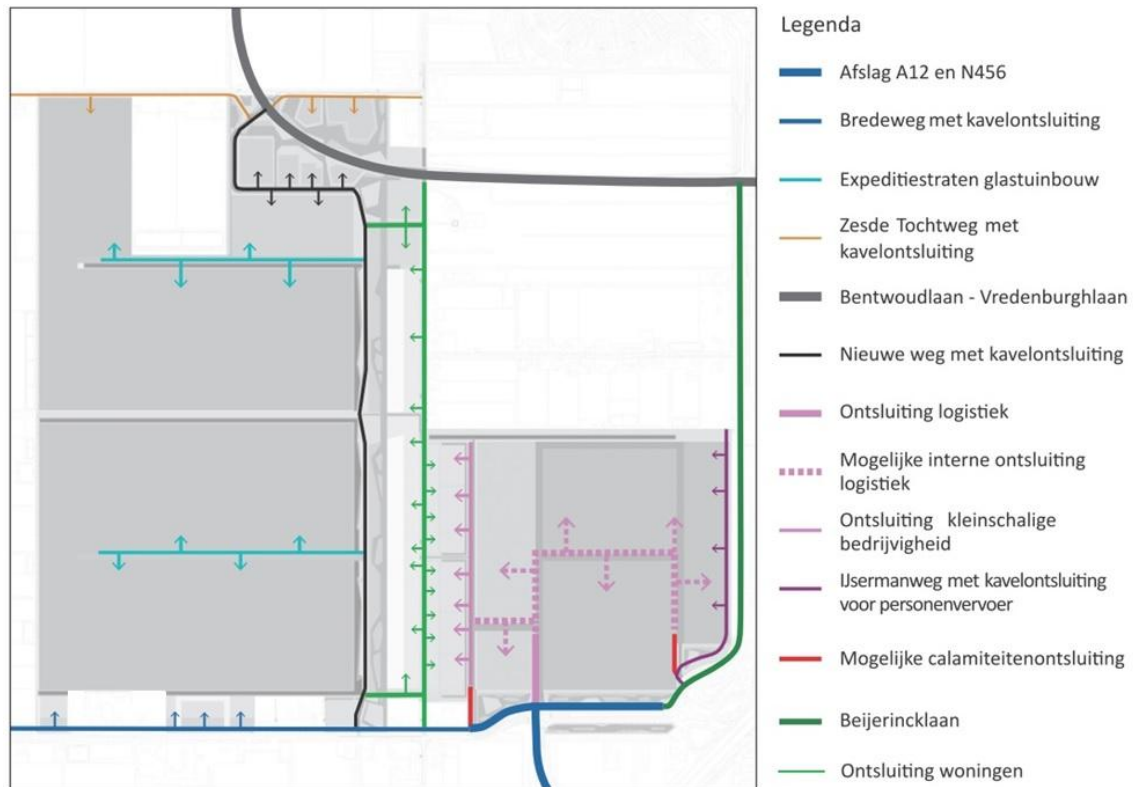 Legenda
Afslag A12 en N456
Bredeweg met kavelontsluiting
Expeditiestraten glastuinbouw
Zesde Tochtweg met
kavelontsluiting
Bentwoudlaan - Vredenburghlaan
Nieuwe weg met kavelontsluiting
Ontsluiting logistiek
Mogelijke interne ontsluiting
logistiek
Ontsluiting kleinschalige
bedrijvigheid
IJsermanweg met kavelontsluiting
voor personenvervoer
Mogelijke calamiteitenontsluiting
Beijerincklaan
Ontsluiting woningen